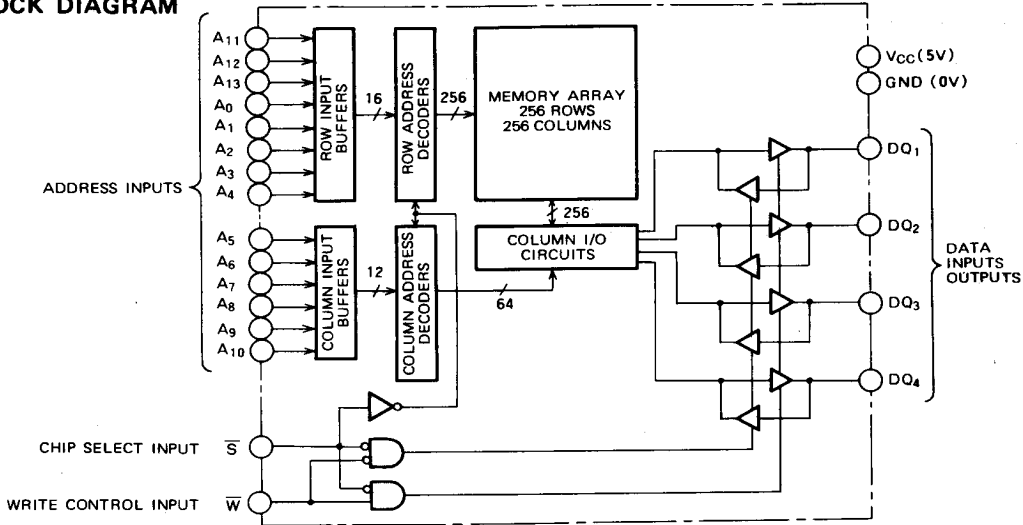 OCK DIAGRAM
ADDRESS INPUTS
A11
A12
A13
A0
A1
A2
A3
A4
A5
A6
A7
A8
A9
A10
ROW INPUT
BUFFERS
16
ROW ADDRESS
DECODERS
256
MEMORY ARRAY
256 ROWS
256 COLUMNS
256
COLUMN INPUT
BUFFERS
12
COLUMN ADDRESS
DECODERS
64
COLUMN I/O
CIRCUITS
VCC (5V)
GND (0V)
DQ1
DQ2
DQ3
DQ4
DATA
INPUTS
OUTPUTS
CHIP SELECT INPUT S̅
WRITE CONTROL INPUT W̅